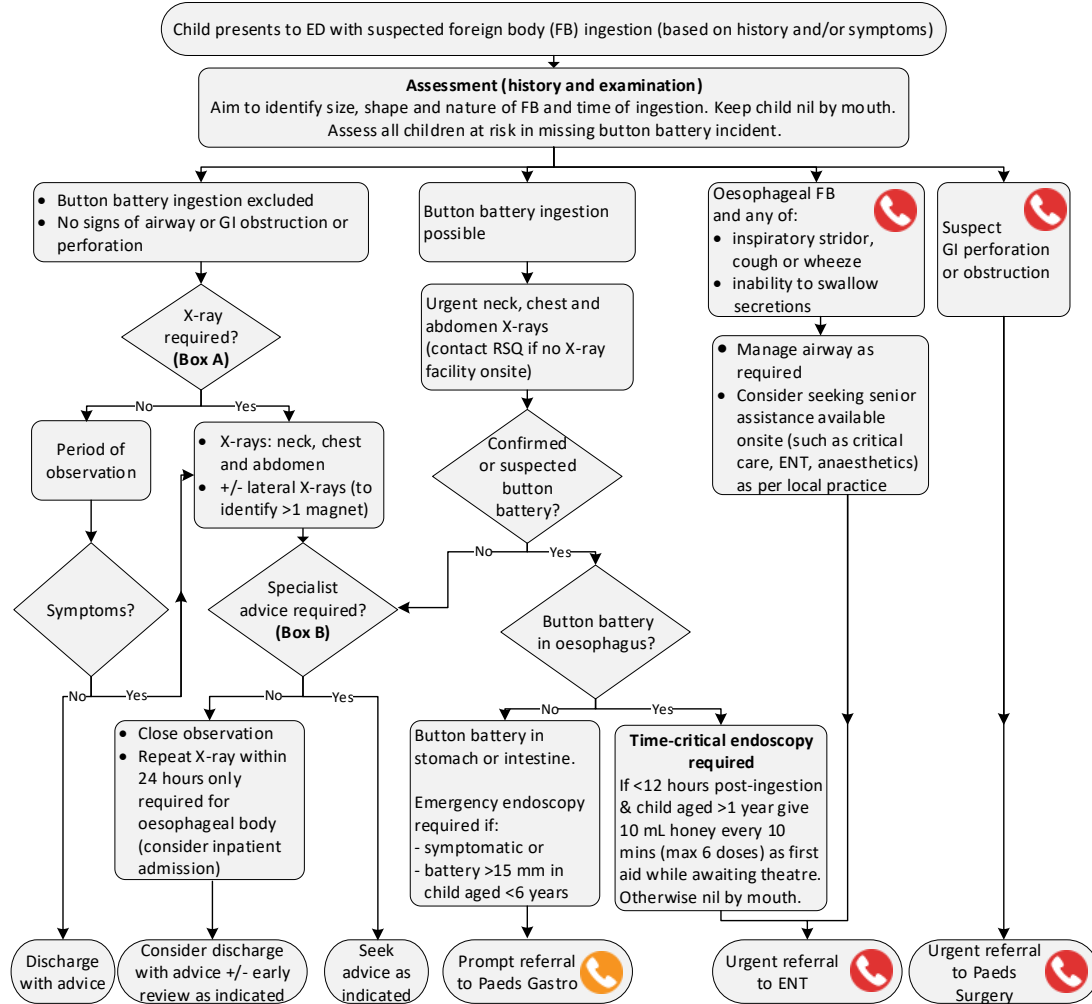 Child presents to ED with suspected foreign body (FB) ingestion (based on history and/or symptoms)
Assessment (history and examination)
Aim to identify size, shape and nature of FB and time of ingestion. Keep child nil by mouth.
Assess all children at risk in missing button battery incident.
• Button battery ingestion excluded
• No signs of airway or GI obstruction or
perforation
Button battery ingestion
possible
Oesophageal FB
and any of:
• inspiratory stridor,
cough or wheeze
• inability to swallow
secretions
Suspect
GI perforation
or obstruction
X-ray
required?
(Box A)
Urgent neck, chest and
abdomen X-rays
(contact RSQ if no X-ray
facility onsite)
• Manage airway as
required
• Consider seeking senior
assistance available
onsite (such as critical
care, ENT, anaesthetics)
as per local practice
No
Yes
Period of
observation
• X-rays: neck, chest
and abdomen
• +/- lateral X-rays (to
identify >1 magnet)
Confirmed
or suspected
button
battery?
No
Yes
Symptoms?
Specialist
advice required?
(Box B)
Button battery
in oesophagus?
No
Yes
No
Yes
No
Yes
• Close observation
• Repeat X-ray within
24 hours only
required for
oesophageal body
(consider inpatient
admission)
Button battery in
stomach or intestine.
Emergency endoscopy
required if:
- symptomatic or
- battery >15 mm in
child aged <6 years
Time-critical endoscopy
required
If <12 hours post-ingestion
& child aged >1 year give
10 mL honey every 10
mins (max 6 doses) as first
aid while awaiting theatre.
Otherwise nil by mouth.
Discharge
with advice
Consider discharge
with advice +/- early
review as indicated
Seek
advice as
indicated
Prompt referral
to Paeds Gastro
Urgent referral
to ENT
Urgent referral
to Paeds
Surgery